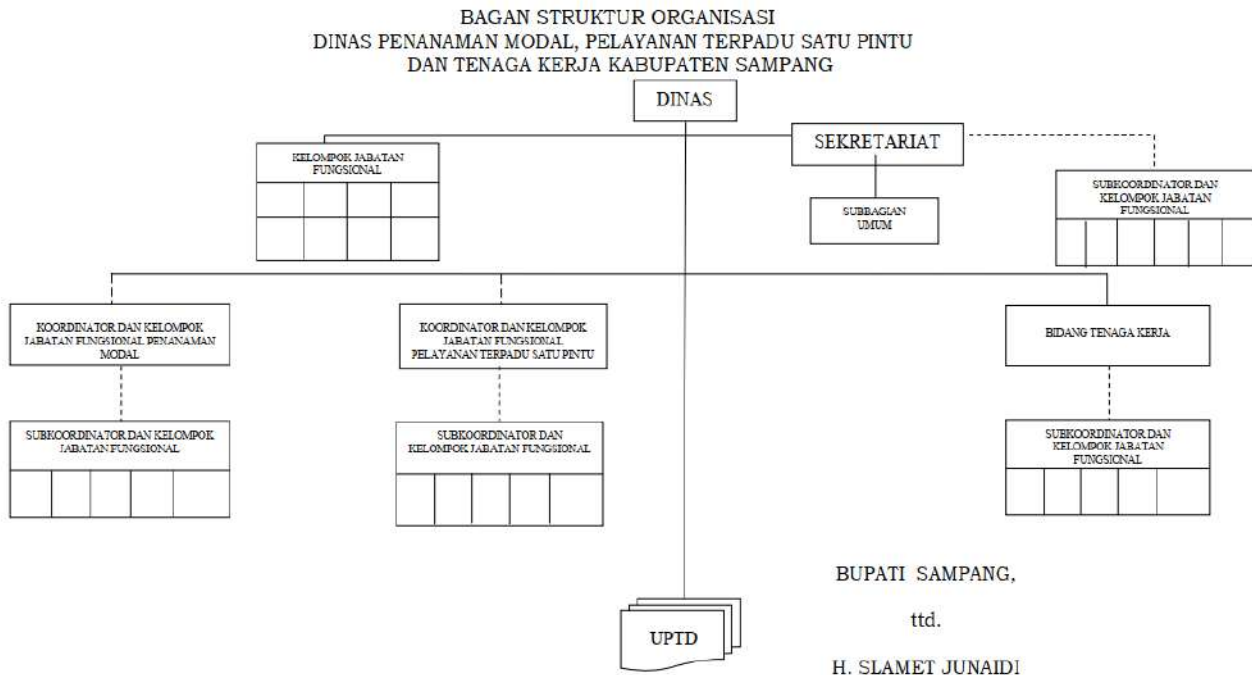 BAGAN STRUKTUR ORGANISASI
DINAS PENANAMAN MODAL, PELAYANAN TERPADU SATU PINTU
DAN TENAGA KERJA KABUPATEN SAMPANG
DINAS
SEKRETARIAT
KELOMPOK JABATAN
FUNGSIONAL
SUBBAGIAN
UMUM
SUBKOORDINATOR DAN
KELOMPOK JABATAN
FUNGSIONAL
KOORDINATOR DAN KELOMPOK
JABATAN FUNGSIONAL PENANAMAN
MODAL
KOORDINATOR DAN KELOMPOK
JABATAN FUNGSIONAL
PELAYANAN TERPADU SATU PINTU
BIDANG TENAGA KERJA
SUBKOORDINATOR DAN KELOMPOK
JABATAN FUNGSIONAL
SUBKOORDINATOR DAN
KELOMPOK JABATAN FUNGSIONAL
SUBKOORDINATOR DAN
KELOMPOK JABATAN
FUNGSIONAL
UPTD
BUPATI SAMPANG,
ttd.
H. SLAMET JUNAIDI